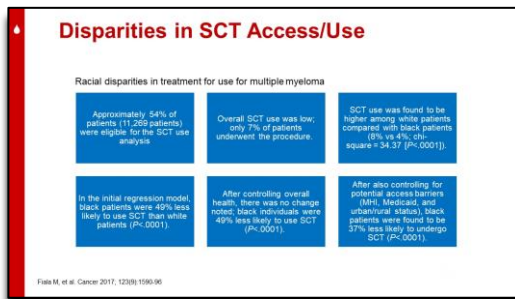 Disparities in SCT Access/Use
Racial disparities in treatment for use for multiple myeloma
Approximately 54% of
patients (11,269 patients)
were eligible for the SCT use
analysis
Overall SCT use was low;
only 7% of patients
underwent the procedure.
SCT use was found to be
higher among white patients
compared with black patients
(8% vs 4%; chi-
square = 34.37 [P<.0001]).
In the initial regression model,
black patients were 49% less
likely to use SCT than white
patients (P<.0001).
After controlling overall
health, there was no change
noted; black individuals were
49% less likely to use SCT
(P<.0001).
After also controlling for
potential access barriers
(MHI, Medicaid, and
urban/rural status), black
patients were found to be
37% less likely to undergo
SCT (P<.0001).
Fiala M, et al. Cancer 2017; 123(9):1590-96